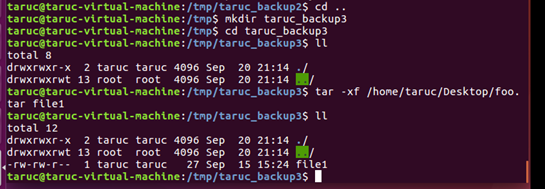 taruc@taruc-virtual-machine:/tmp/taruc_backup2$ cd ..
taruc@taruc-virtual-machine:/tmp$ mkdir taruc_backup3
taruc@taruc-virtual-machine:/tmp$ cd taruc_backup3
taruc@taruc-virtual-machine:/tmp/taruc_backup3$ ll
total 8
drwxrwxr-x  2 taruc taruc 4096 Sep  20 21:14 ./
drwxrwxrwt 13 root  root  4096 Sep  20 21:14 ../
taruc@taruc-virtual-machine:/tmp/taruc_backup3$ tar -xf /home/taruc/Desktop/foo.
tar file1
taruc@taruc-virtual-machine:/tmp/taruc_backup3$ ll
total 12
drwxrwxr-x  2 taruc taruc 4096 Sep  20 21:14 ./
drwxrwxrwt 13 root  root  4096 Sep  20 21:14 ../
-rw-rw-r--  1 taruc taruc   27 Sep  15 15:24 file1
taruc@taruc-virtual-machine:/tmp/taruc_backup3$